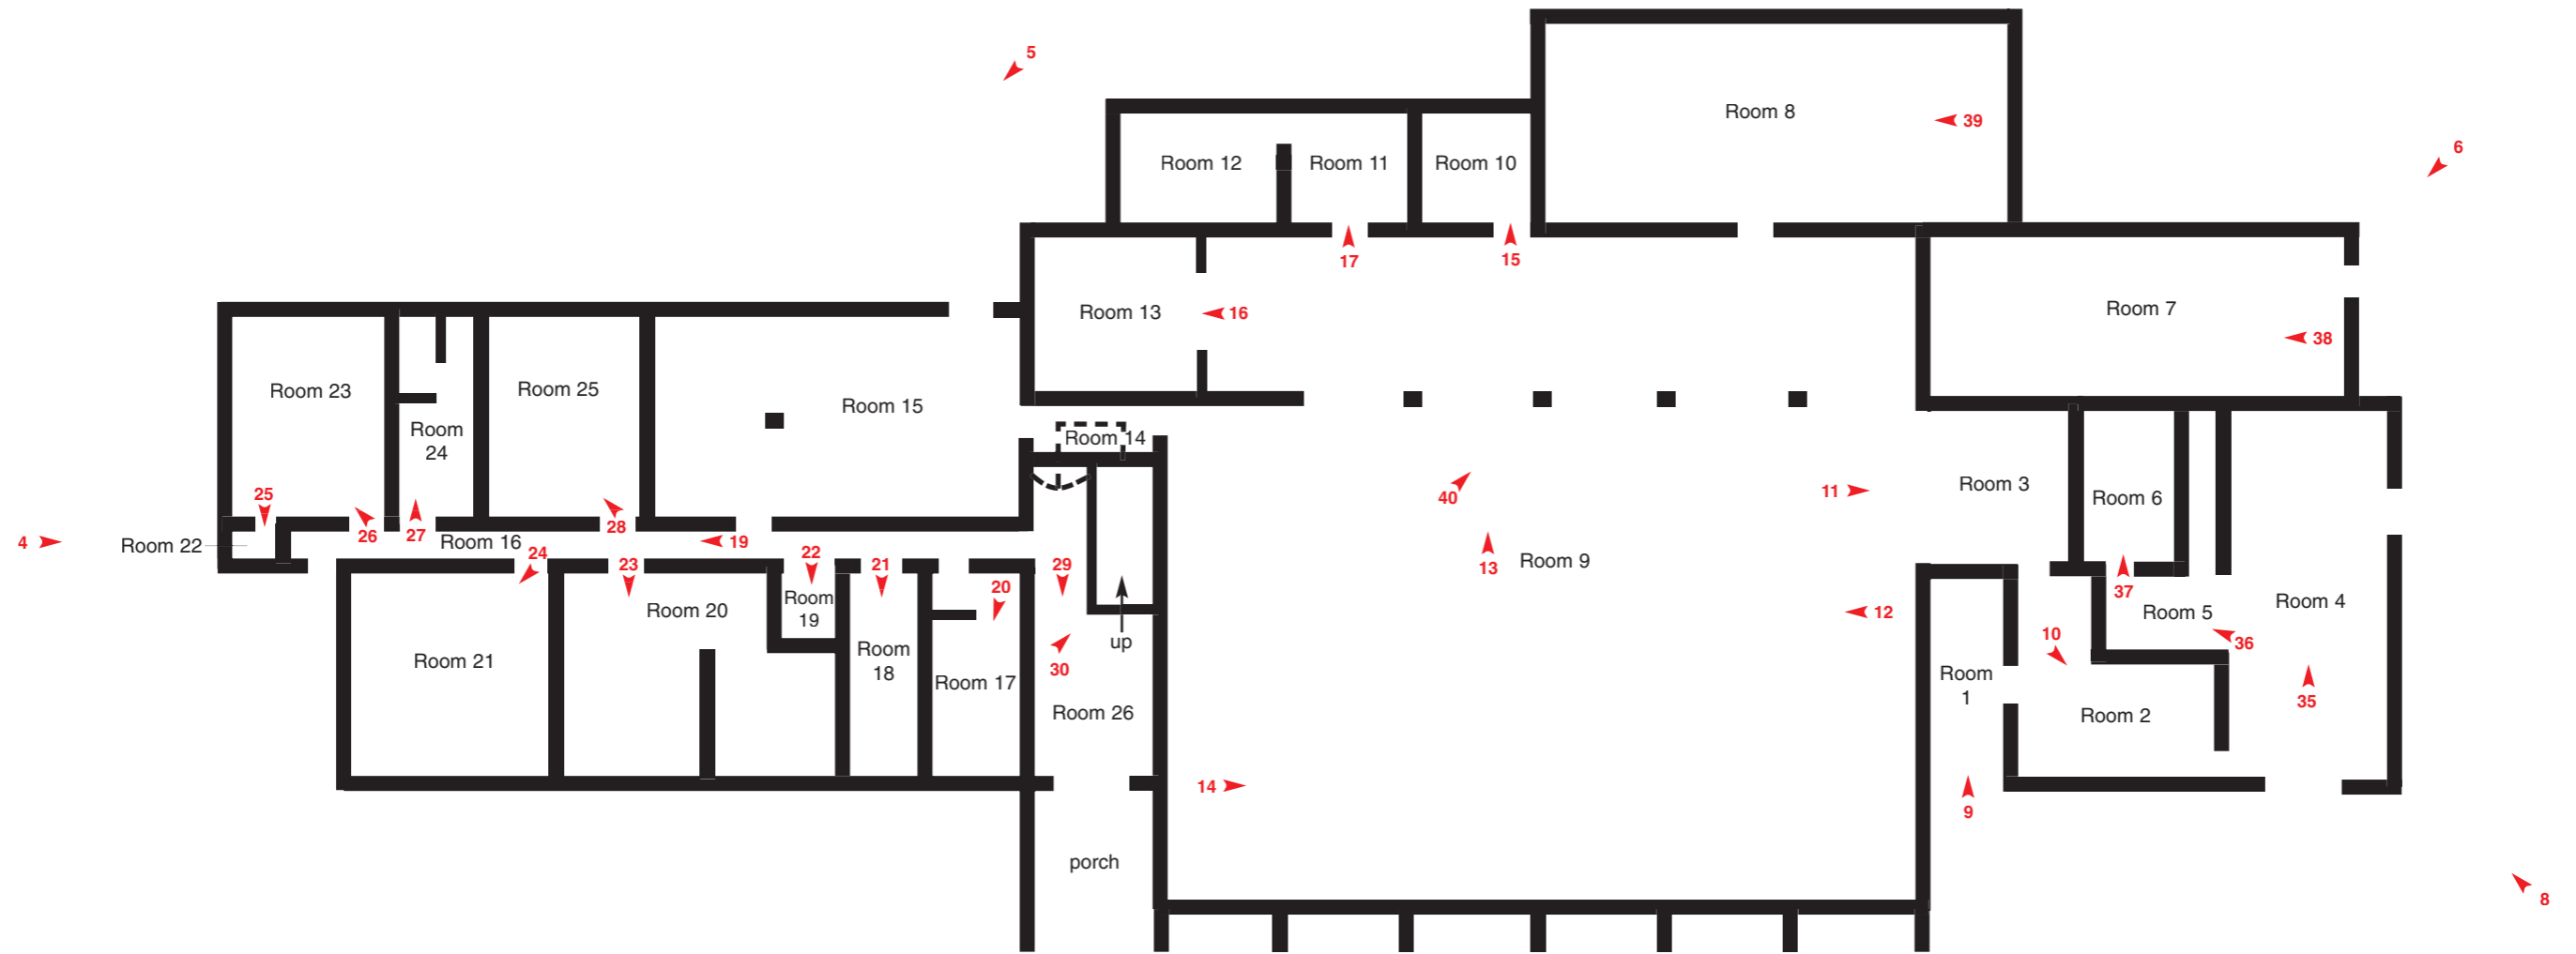 5
Room 8
39
6
Room 12
Room 11
Room 10
17
15
Room 13
16
Room 7
38
Room 23
Room 25
Room 15
Room
24
Room 14
Room 3
Room 6
11
40
25
26
27
28
4
Room 22
Room 16
19
24
23
22
21
20
29
13
Room 9
37
Room 4
Room 5
12
Room 20
Room
19
up
10
36
Room 21
Room
18
30
Room 17
Room
1
35
Room 26
Room 2
14
9
porch
8